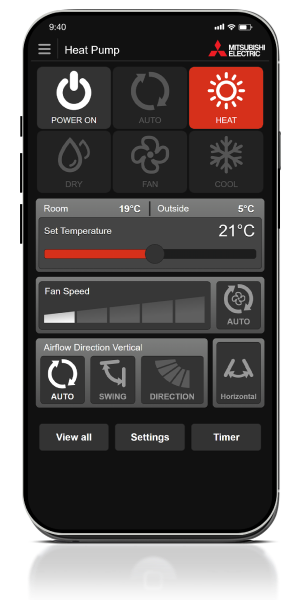 9:40
Heat Pump
MITSUBISHI
ELECTRIC
POWER ON
AUTO
HEAT
DRY
FAN
COOL
Room 19°C Outside 5°C
Set Temperature 21°C
Fan Speed
AUTO
Airflow Direction Vertical
AUTO
SWING
DIRECTION
Horizontal
View all
Settings
Timer